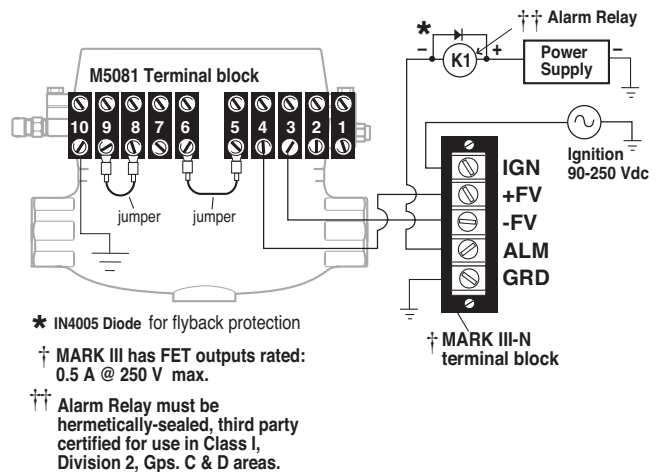 †† Alarm Relay
*
– K1 +
Power
Supply
–
M5081 Terminal block
10 9 8 7 6 5 4 3 2 1
Ignition
90-250 Vdc
jumper jumper
IGN
+FV
-FV
ALM
GRD
* IN4005 Diode for flyback protection
† MARK III-N
terminal block
† MARK III has FET outputs rated:
0.5 A @ 250 V max.
†† Alarm Relay must be
hermetically-sealed, third party
certified for use in Class I,
Division 2, Gps. C & D areas.